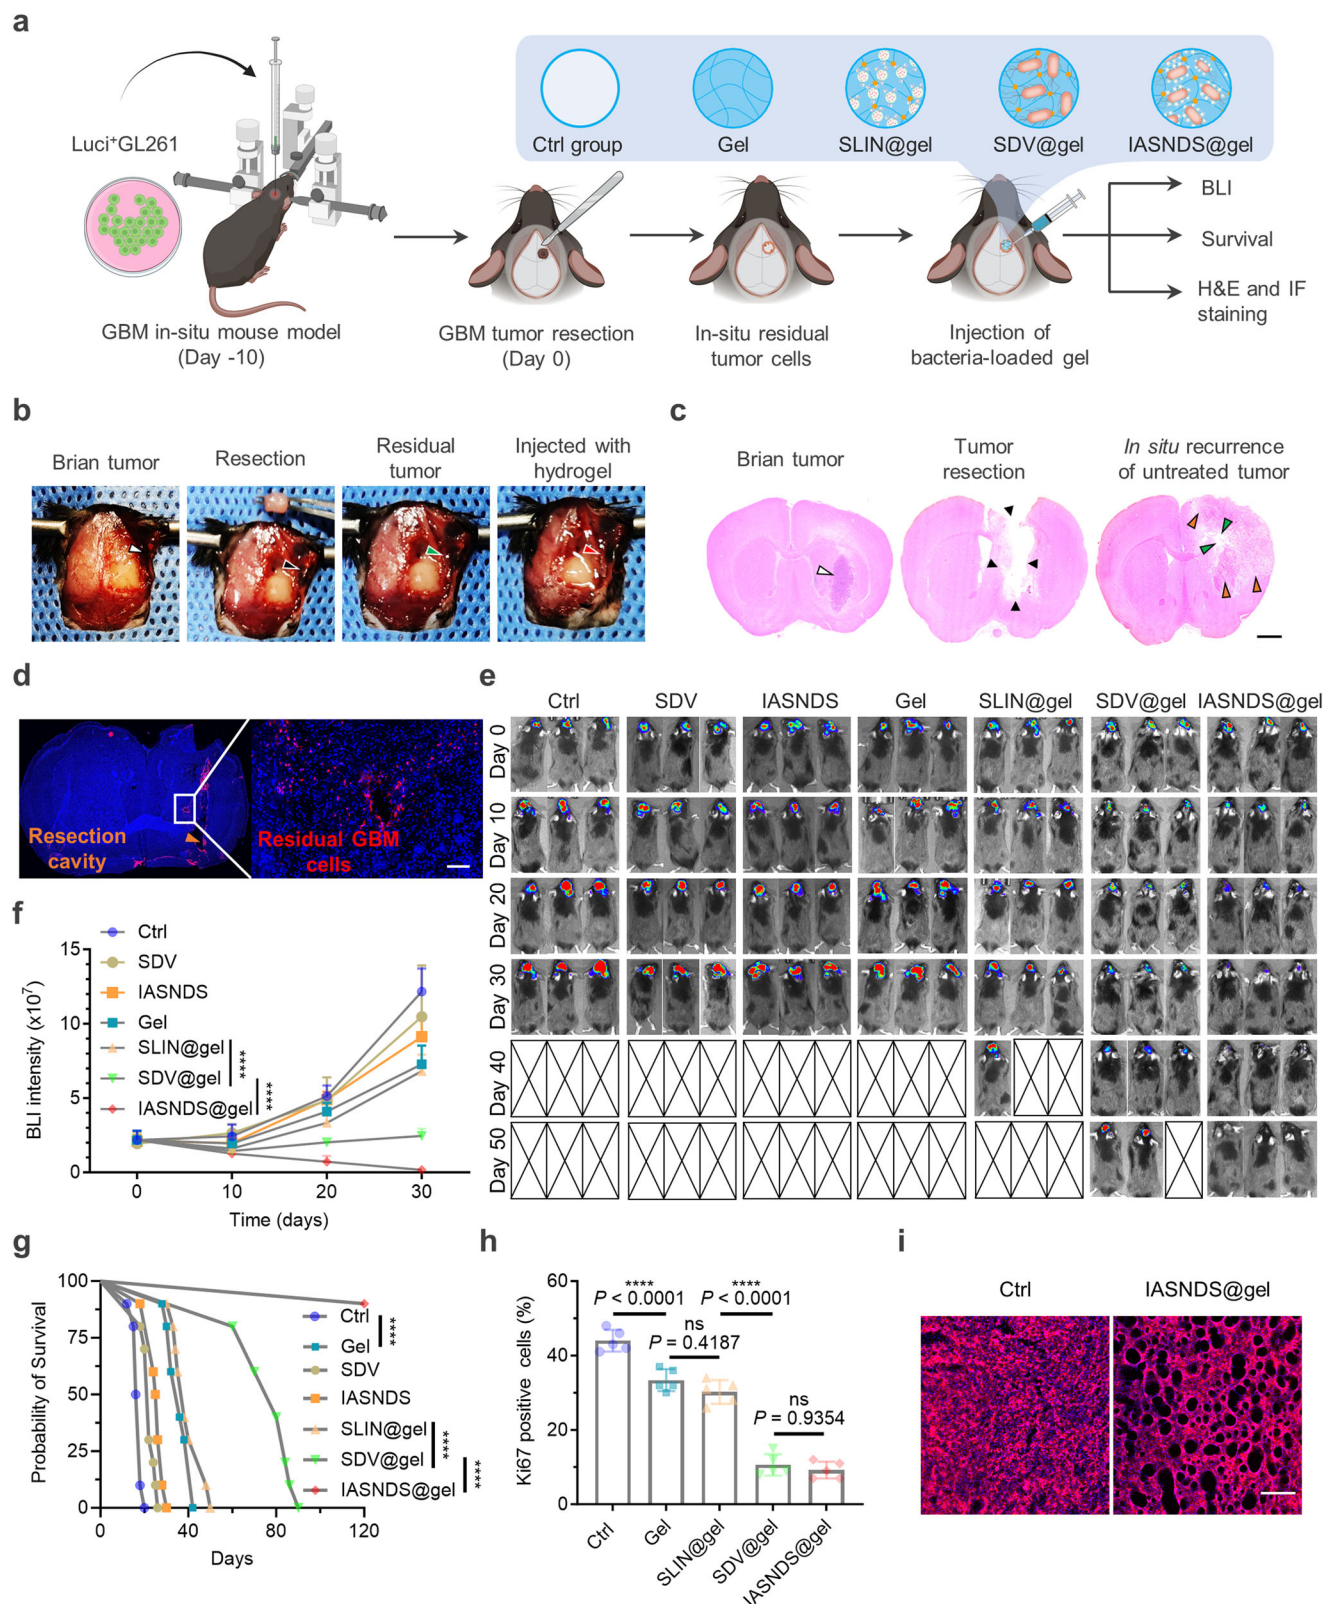 a
Luci⁺GL261
Ctrl group
Gel
SLIN@gel
SDV@gel
IASNDS@gel
BLI
Survival
H&E and IF
staining
GBM in-situ mouse model
(Day -10)
GBM tumor resection
(Day 0)
In-situ residual
tumor cells
Injection of
bacteria-loaded gel
b
Brian tumor
Resection
Residual
tumor
Injected with
hydrogel
c
Brian tumor
Tumor
resection
In situ recurrence
of untreated tumor
d
Resection
cavity
Residual GBM
cells
e
Ctrl
SDV
IASNDS
Gel
SLIN@gel
SDV@gel
IASNDS@gel
Day 0
Day 10
Day 20
Day 30
Day 40
Day 50
f
Ctrl
SDV
IASNDS
Gel
SLIN@gel
SDV@gel
IASNDS@gel
****
****
BLI intensity (x10⁷)
15
10
5
0
0
10
20
30
Time (days)
g
Probability of Survival
100
75
50
25
0
0
40
80
120
Days
Ctrl
Gel
SDV
IASNDS
SLIN@gel
SDV@gel
IASNDS@gel
****
****
****
h
Ki67 positive cells (%)
60
40
20
0
****
P < 0.0001
****
P < 0.0001
ns
P = 0.4187
ns
P = 0.9354
Ctrl
Gel
SLIN@gel
SDV@gel
IASNDS@gel
i
Ctrl
IASNDS@gel